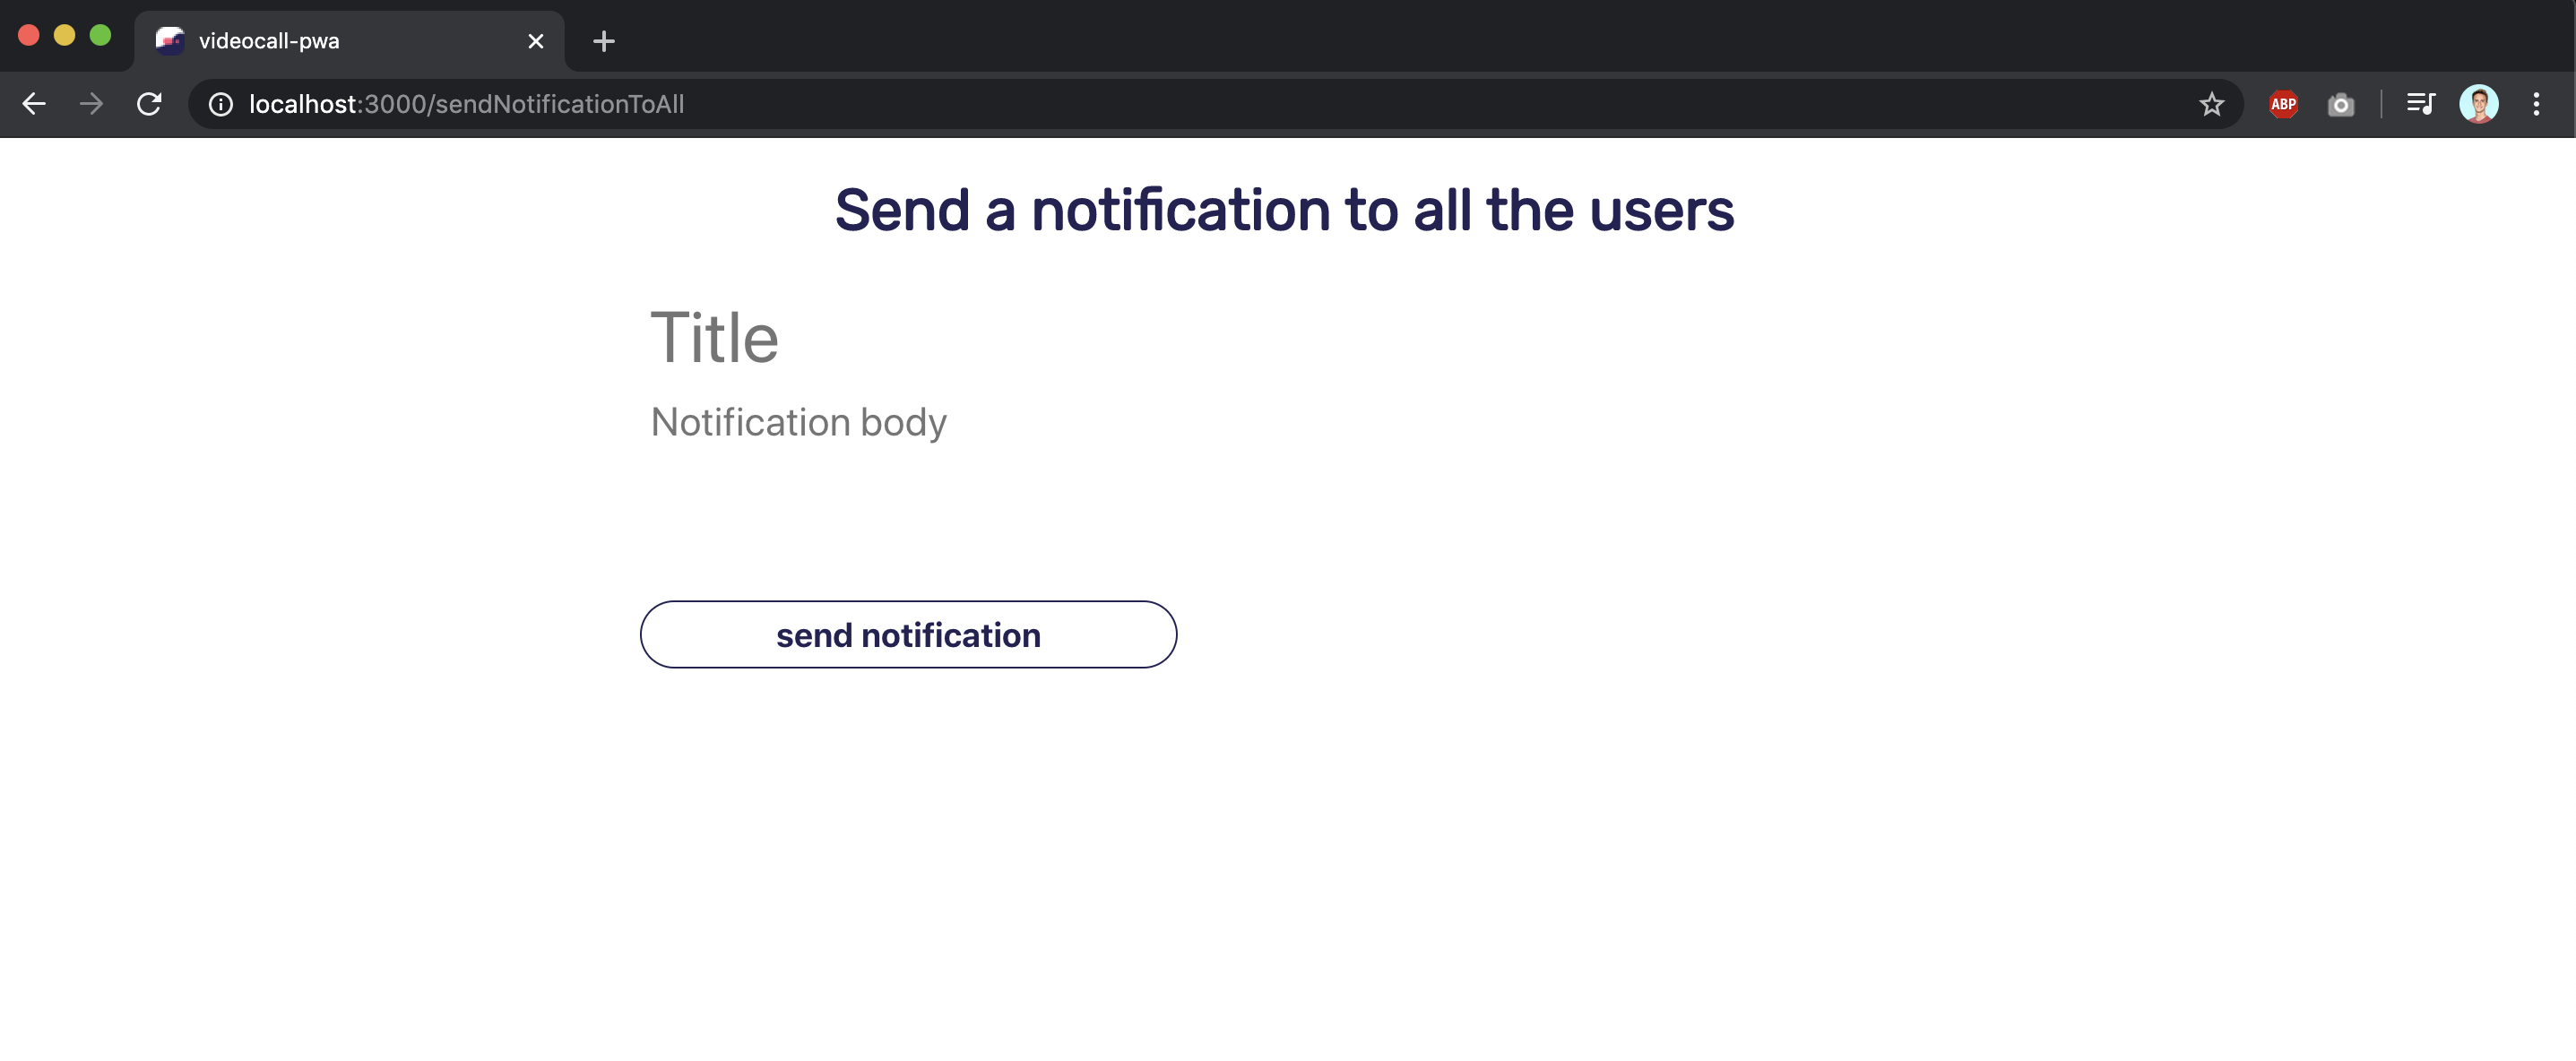 videocall-pwa
localhost:3000/sendNotificationToAll
ABP
Send a notification to all the users
Title
Notification body
send notification